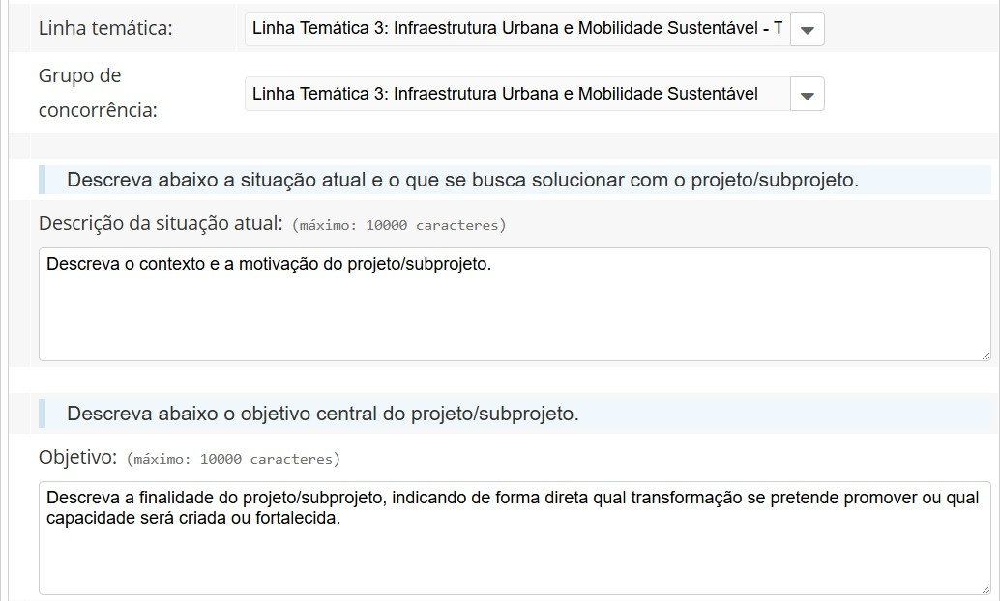 Linha temática:
Linha Temática 3: Infraestrutura Urbana e Mobilidade Sustentável - T
Grupo de
concorrência:
Linha Temática 3: Infraestrutura Urbana e Mobilidade Sustentável
Descreva abaixo a situação atual e o que se busca solucionar com o projeto/subprojeto.
Descrição da situação atual: (máximo: 10000 caracteres)
Descreva o contexto e a motivação do projeto/subprojeto.
Descreva abaixo o objetivo central do projeto/subprojeto.
Objetivo: (máximo: 10000 caracteres)
Descreva a finalidade do projeto/subprojeto, indicando de forma direta qual transformação se pretende promover ou qual
capacidade será criada ou fortalecida.